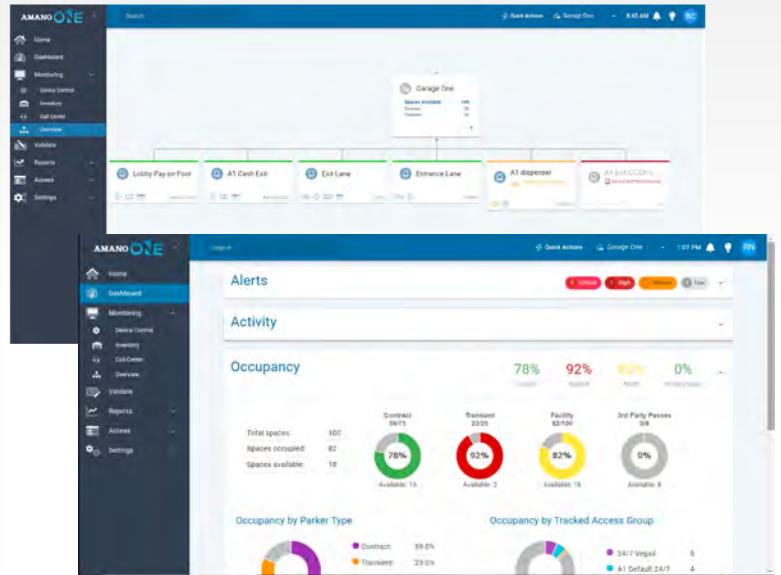 AMANO ONE
Search
Quick Actions
Garage One
8:45 AM
RC
Home
Dashboard
Monitoring
Device Control
Inventory
Call Center
Overview
Validate
Reports
Access
Settings
Garage One
Spaces Available 100
Lobby Pay on Foot
A1 Cash Exit
Exit Lane
Entrance Lane
A1 dispenser
AMANO ONE
Quick Actions
Garage One
1:07 PM
RN
Home
Dashboard
Monitoring
Device Control
Inventory
Call Center
Overview
Validate
Reports
Access
Settings
Alerts
High
Low
Activity
Occupancy
78%
92%
0%
Contract
Transient
Facility
3rd Party Passes
59/75
23/25
82/100
0/8
Total spaces: 100
Spaces occupied: 82
Spaces available: 18
78%
92%
82%
0%
Available: 16
Available: 2
Available: 18
Available: 8
Occupancy by Parker Type
Occupancy by Tracked Access Group
Contract: 59.0%
Transient: 23.0%
24/7 Vegail 5
A1 Default 24/7 4